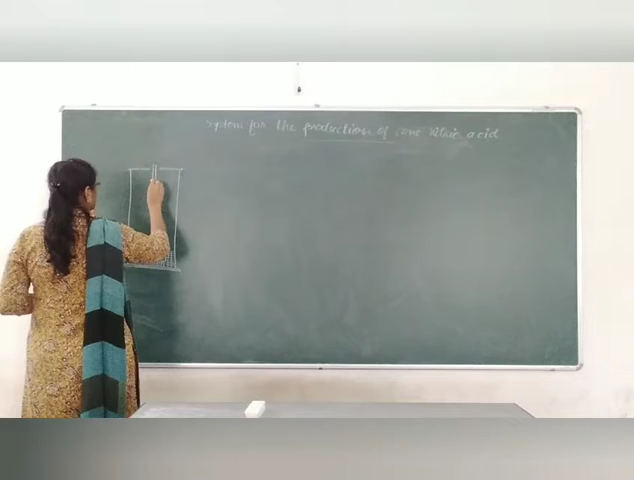 System for the production of conc. Nitric acid